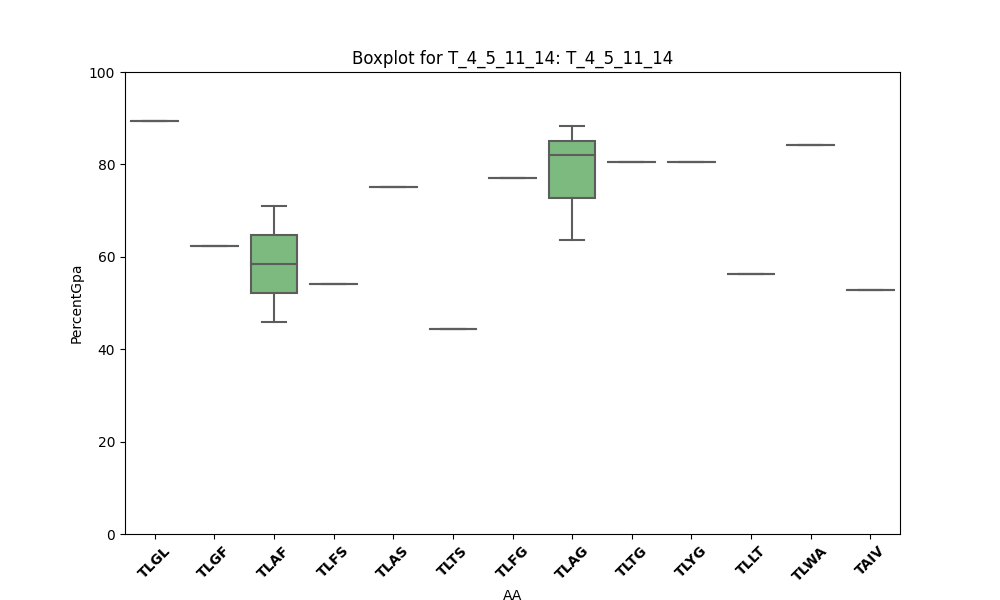 Boxplot for T_4_5_11_14: T_4_5_11_14
100
80
60
40
20
0
PercentGpa
TLGL TLGF TLAF TLFS TLAS TLTS TLFG TLAG TLTG TLYG TLLT TLWA TAIV
AA